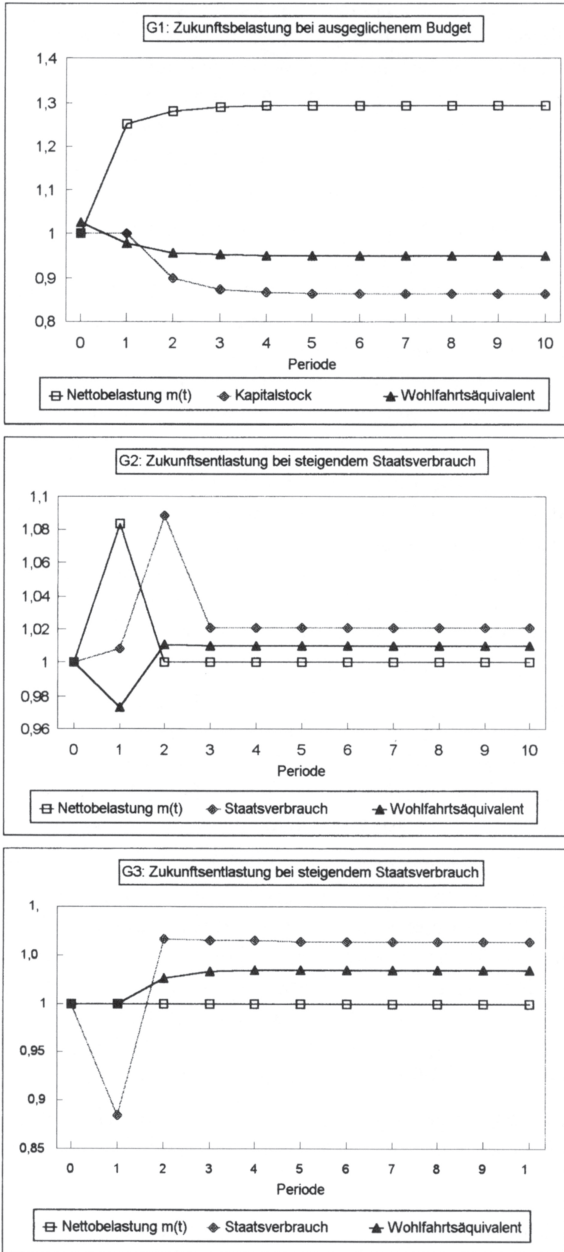 G1: Zukunftsbelastung bei ausgeglichenem Budget
1,4
1,3
1,2
1,1
1
0,9
0,8
0 1 2 3 4 5 6 7 8 9 10
Periode
Nettobelastung m(t) Kapitalstock Wohlfahrtsäquivalent
G2: Zukunftsentlastung bei steigendem Staatsverbrauch
1,1
1,08
1,06
1,04
1,02
1
0,98
0,96
0 1 2 3 4 5 6 7 8 9 10
Periode
Nettobelastung m(t) Staatsverbrauch Wohlfahrtsäquivalent
G3: Zukunftsentlastung bei steigendem Staatsverbrauch
1,
1,0
1
0,95
0,9
0,85
0 1 2 3 4 5 6 7 8 9 1
Periode
Nettobelastung m(t) Staatsverbrauch Wohlfahrtsäquivalent